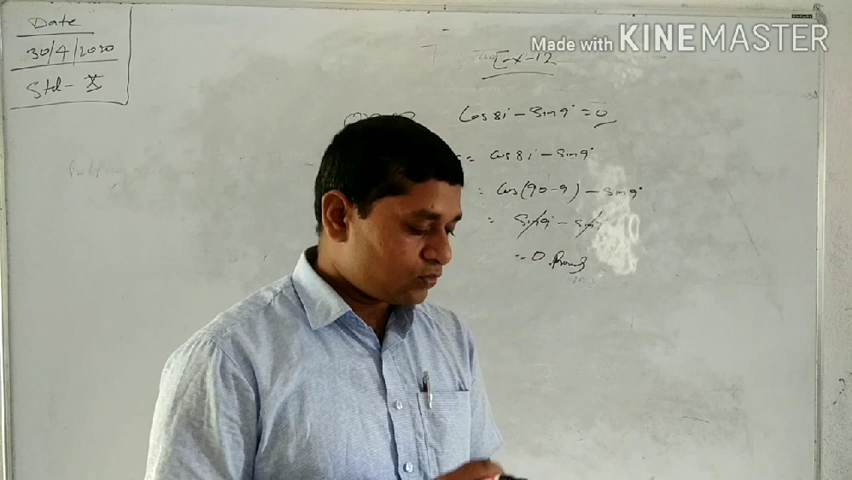 Date
30/4/2020
Std - X
Made with KINEMASTER
Ex-12
Cos 81° - Sin 9° = 0
= Cos 81° - Sin 9°
= Cos(90-9) - Sin 9°
= Sin 9° - Sin 9°
= 0 Proved